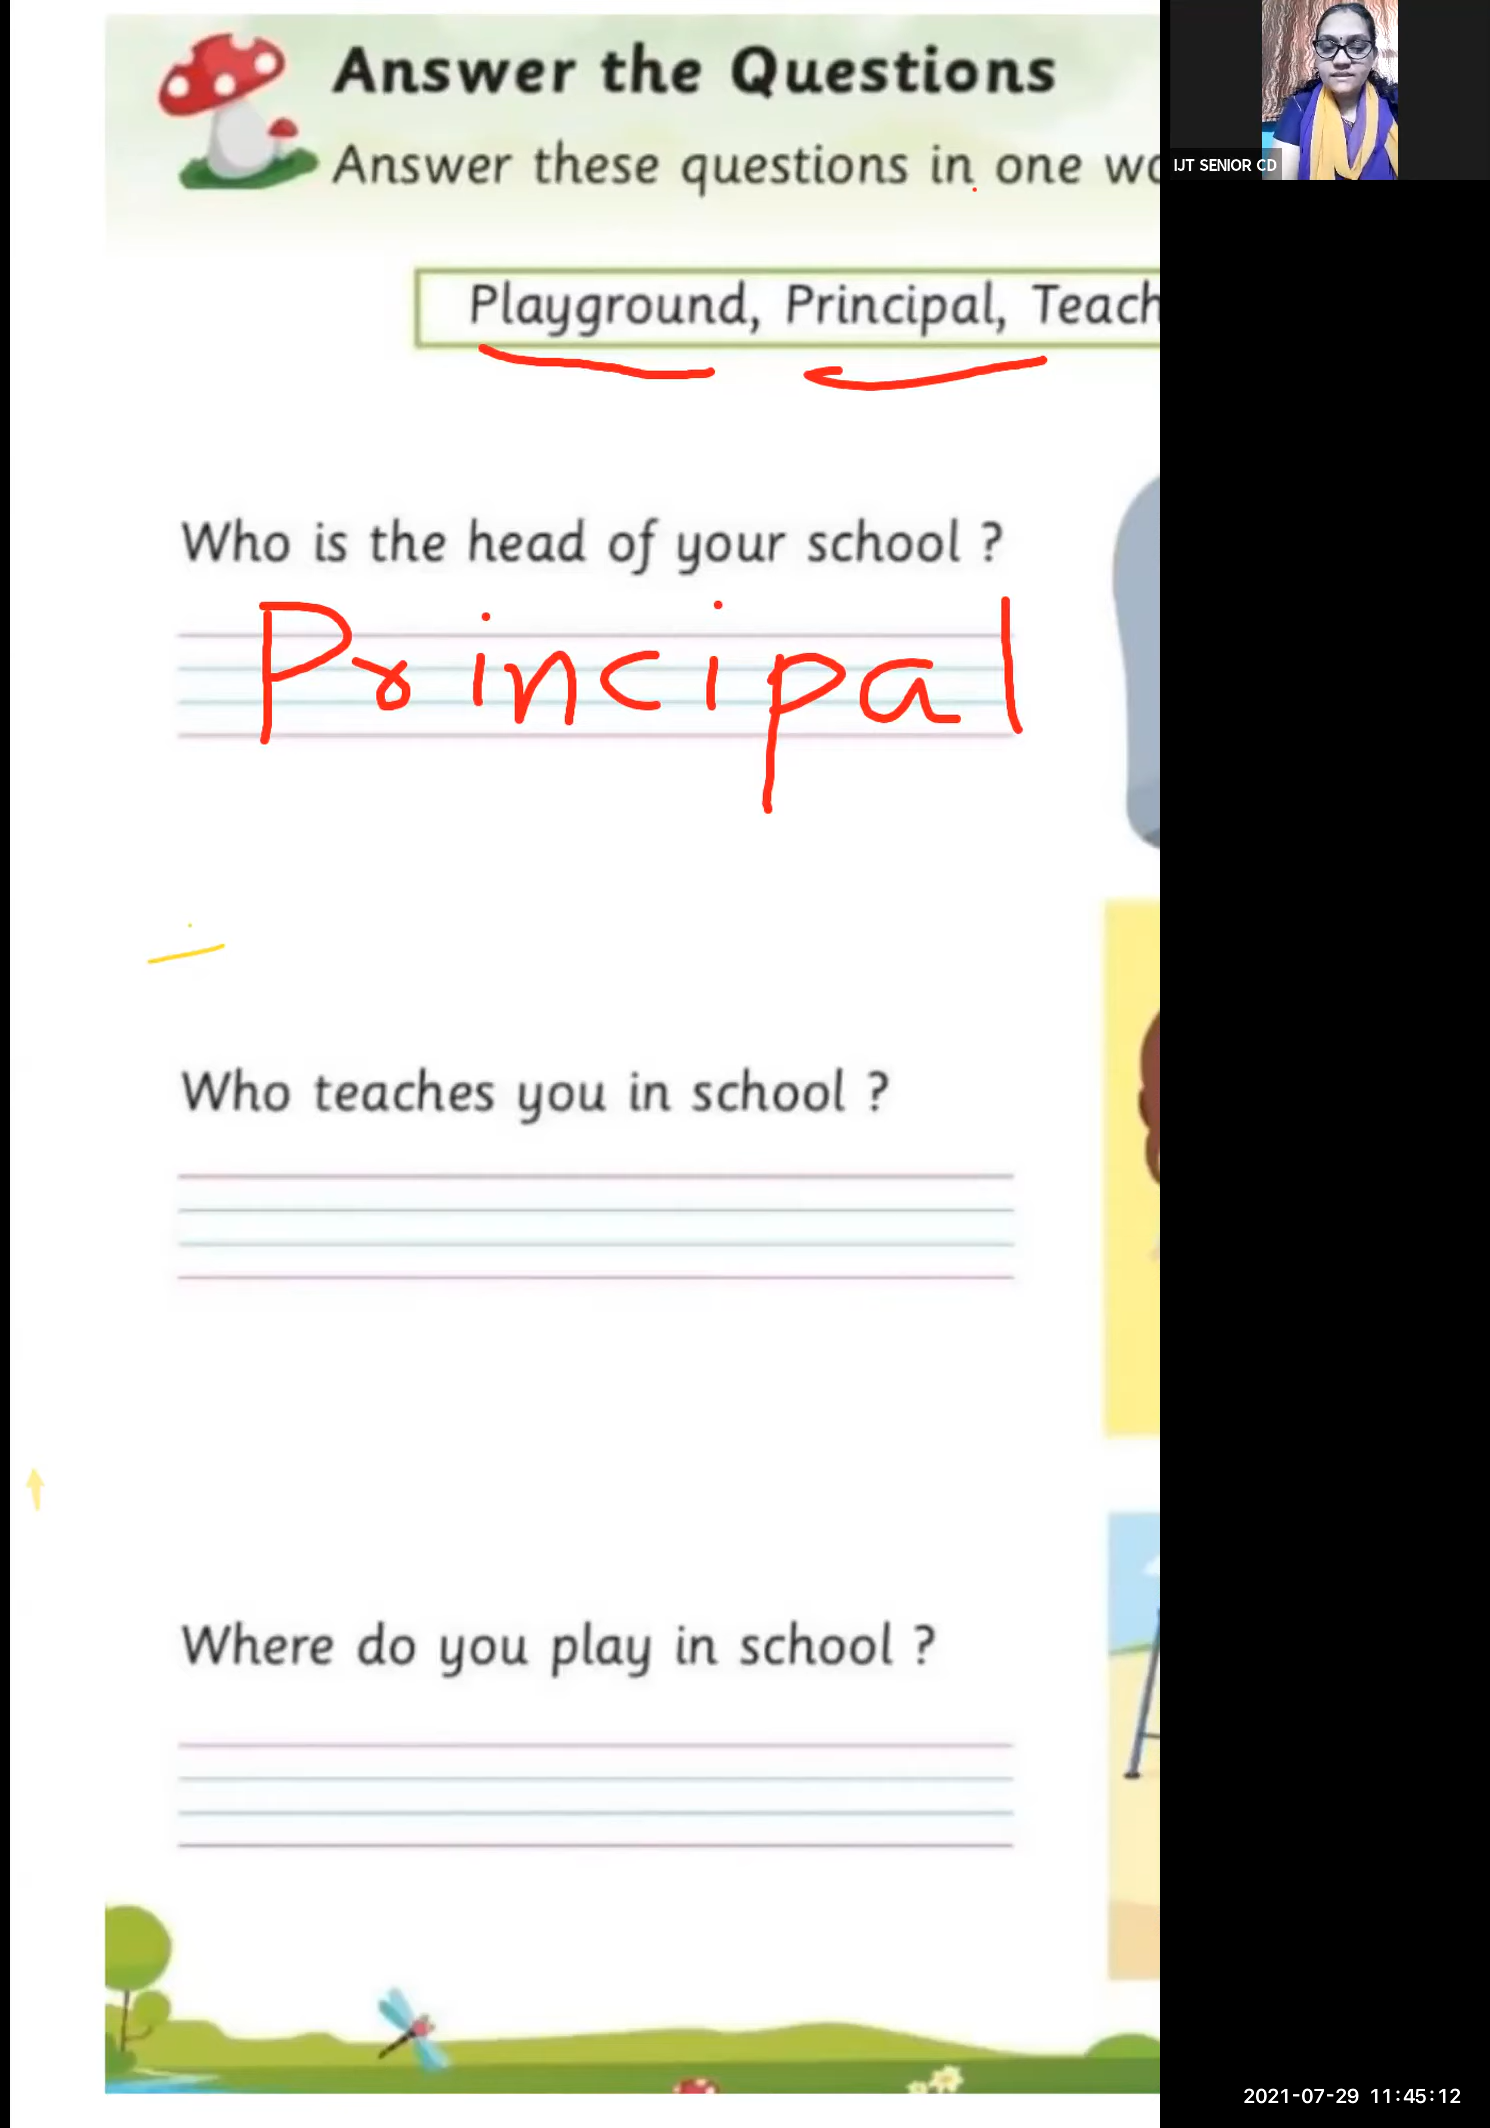 Answer the Questions
IJT SENIOR CD
Answer these questions in one
Playground, Principal,
Who is the head of your school ?
Principal
Who teaches you in school ?
Where do you play in school ?
2021-07-29 11:45:12